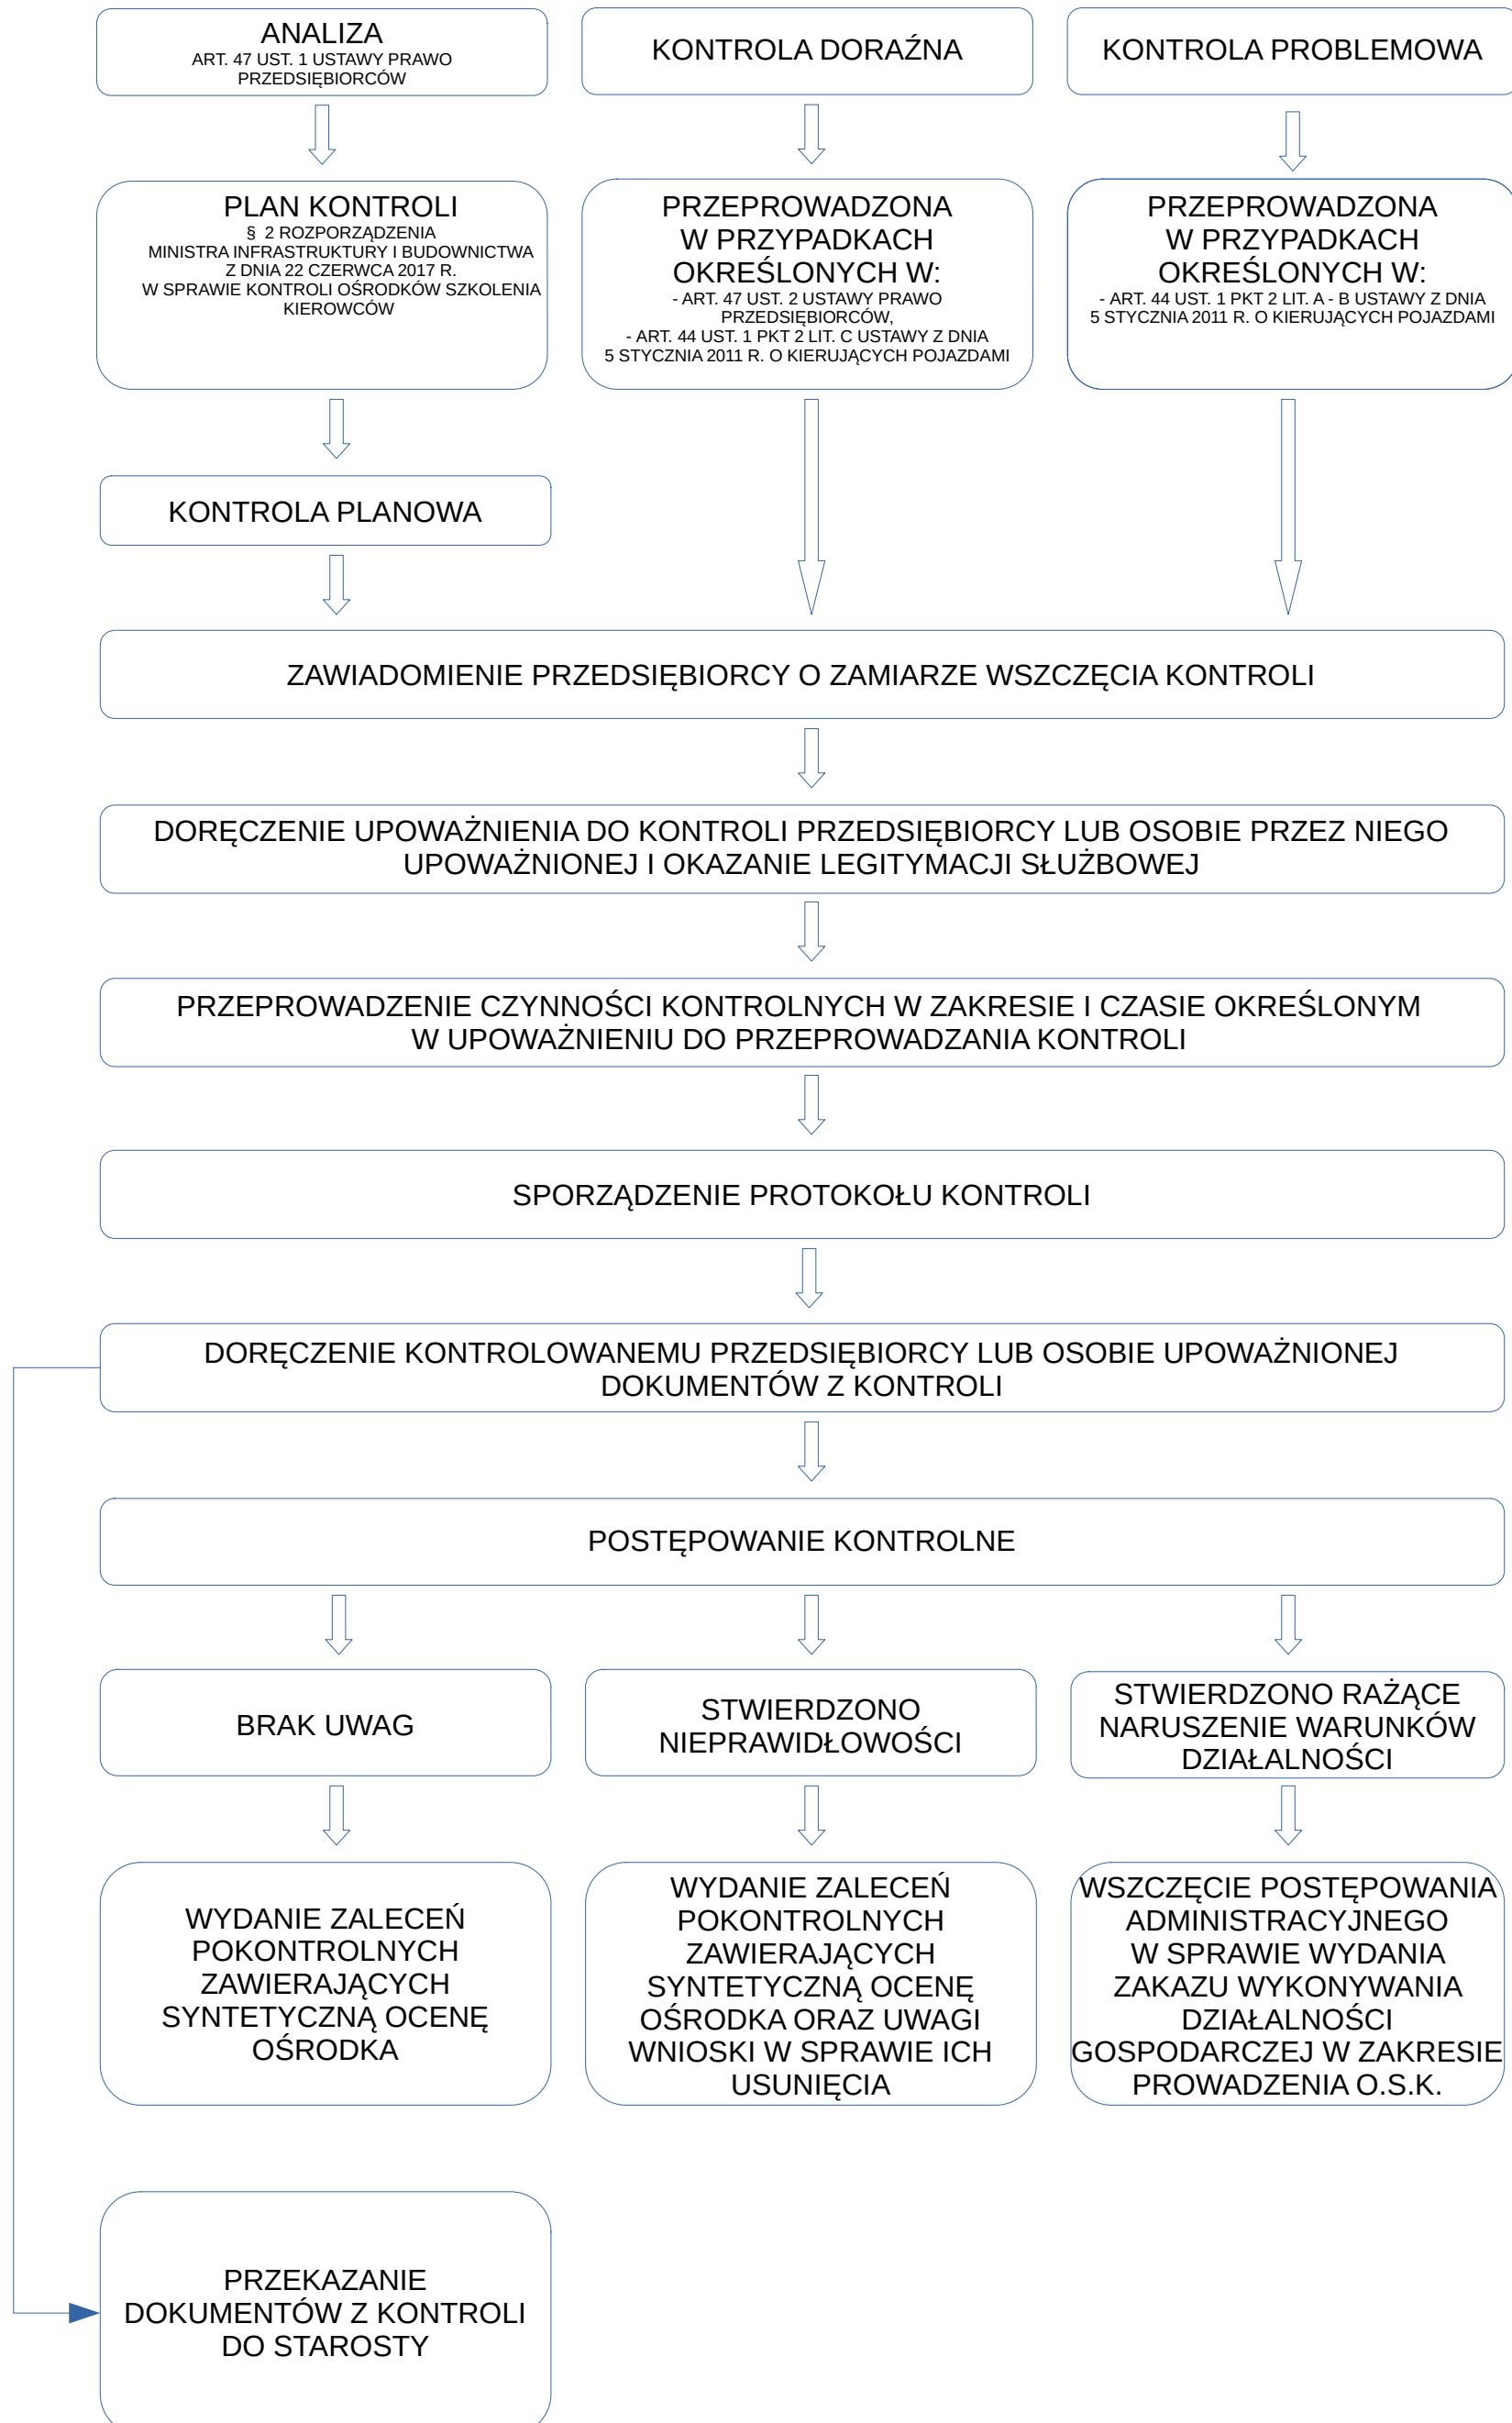 ANALIZA
ART. 47 UST. 1 USTAWY PRAWO
PRZEDSIĘBIORCÓW
KONTROLA DORAŹNA
KONTROLA PROBLEMOWA
PLAN KONTROLI
§ 2 ROZPORZĄDZENIA
MINISTRA INFRASTRUKTURY I BUDOWNICTWA
Z DNIA 22 CZERWCA 2017 R.
W SPRAWIE KONTROLI OŚRODKÓW SZKOLENIA
KIEROWCÓW
PRZEPROWADZONA
W PRZYPADKACH
OKREŚLONYCH W:
- ART. 47 UST. 2 USTAWY PRAWO
PRZEDSIĘBIORCÓW,
- ART. 44 UST. 1 PKT 2 LIT. C USTAWY Z DNIA
5 STYCZNIA 2011 R. O KIERUJĄCYCH POJAZDAMI
PRZEPROWADZONA
W PRZYPADKACH
OKREŚLONYCH W:
- ART. 44 UST. 1 PKT 2 LIT. A - B USTAWY Z DNIA
5 STYCZNIA 2011 R. O KIERUJĄCYCH POJAZDAMI
KONTROLA PLANOWA
ZAWIADOMIENIE PRZEDSIĘBIORCY O ZAMIARZE WSZCZĘCIA KONTROLI
DORĘCZENIE UPOWAŻNIENIA DO KONTROLI PRZEDSIĘBIORCY LUB OSOBIE PRZEZ NIEGO
UPOWAŻNIONEJ I OKAZANIE LEGITYMACJI SŁUŻBOWEJ
PRZEPROWADZENIE CZYNNOŚCI KONTROLNYCH W ZAKRESIE I CZASIE OKREŚLONYM
W UPOWAŻNIENIU DO PRZEPROWADZANIA KONTROLI
SPORZĄDZENIE PROTOKOŁU KONTROLI
DORĘCZENIE KONTROLOWANEMU PRZEDSIĘBIORCY LUB OSOBIE UPOWAŻNIONEJ
DOKUMENTÓW Z KONTROLI
POSTĘPOWANIE KONTROLNE
BRAK UWAG
STWIERDZONO
NIEPRAWIDŁOWOŚCI
STWIERDZONO RAŻĄCE
NARUSZENIE WARUNKÓW
DZIAŁALNOŚCI
WYDANIE ZALECEŃ
POKONTROLNYCH
ZAWIERAJĄCYCH
SYNTETYCZNĄ OCENĘ
OŚRODKA
WYDANIE ZALECEŃ
POKONTROLNYCH
ZAWIERAJĄCYCH
SYNTETYCZNĄ OCENĘ
OŚRODKA ORAZ UWAGI
WNIOSKI W SPRAWIE ICH
USUNIĘCIA
WSZCZĘCIE POSTĘPOWANIA
ADMINISTRACYJNEGO
W SPRAWIE WYDANIA
ZAKAZU WYKONYWANIA
DZIAŁALNOŚCI
GOSPODARCZEJ W ZAKRESIE
PROWADZENIA O.S.K.
PRZEKAZANIE
DOKUMENTÓW Z KONTROLI
DO STAROSTY